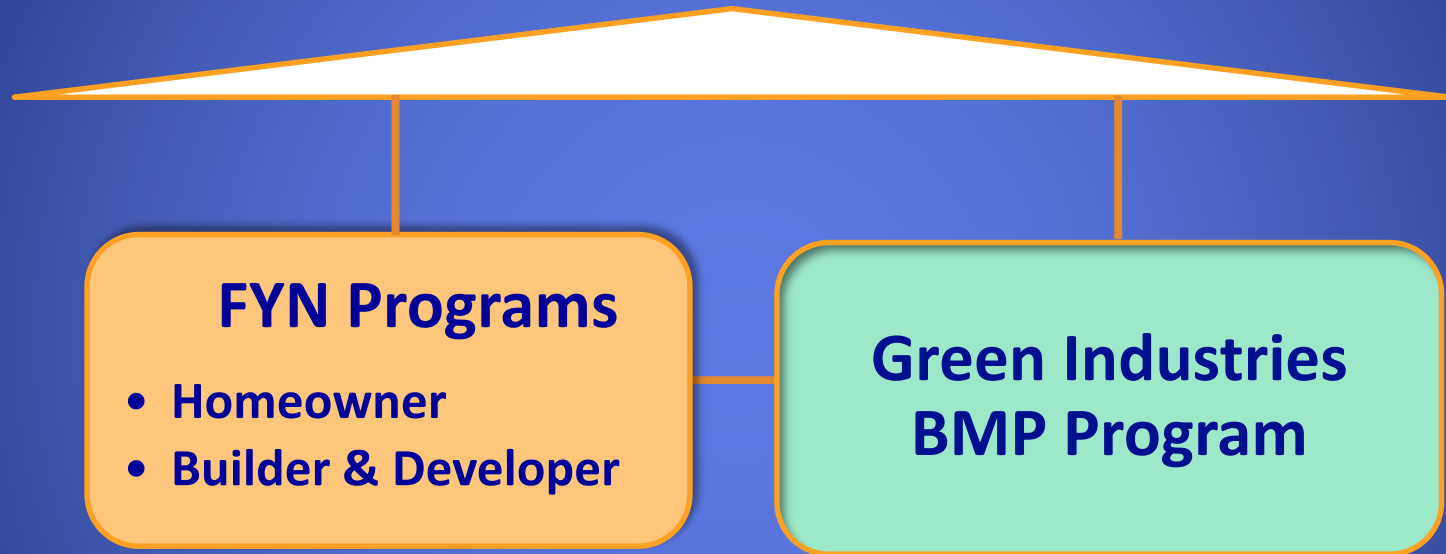 FYN Programs
• Homeowner
• Builder & Developer
Green Industries
BMP Program